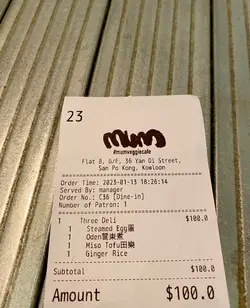 23
mum
#mumveggiecafe
Flat B, G/F, 36 Yan Oi Street,
San Po Kong, Kowloon
Order Time: 2023-01-13 18:26:14
Served By: manager
Order No.: C36 [Dine-in]
Number of Patron: 1
1 Three Deli $100.0
1 Steamed Egg蛋
1 Oden關東煮
1 Miso Tofu田樂
1 Ginger Rice
Subtotal $100.0
Amount $100.0